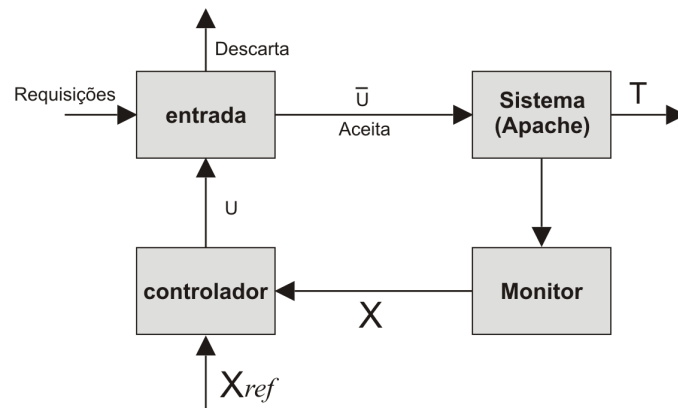 Descarta
Requisições
entrada
Ū
Aceita
Sistema
(Apache)
T
U
controlador
X
Monitor
Xref